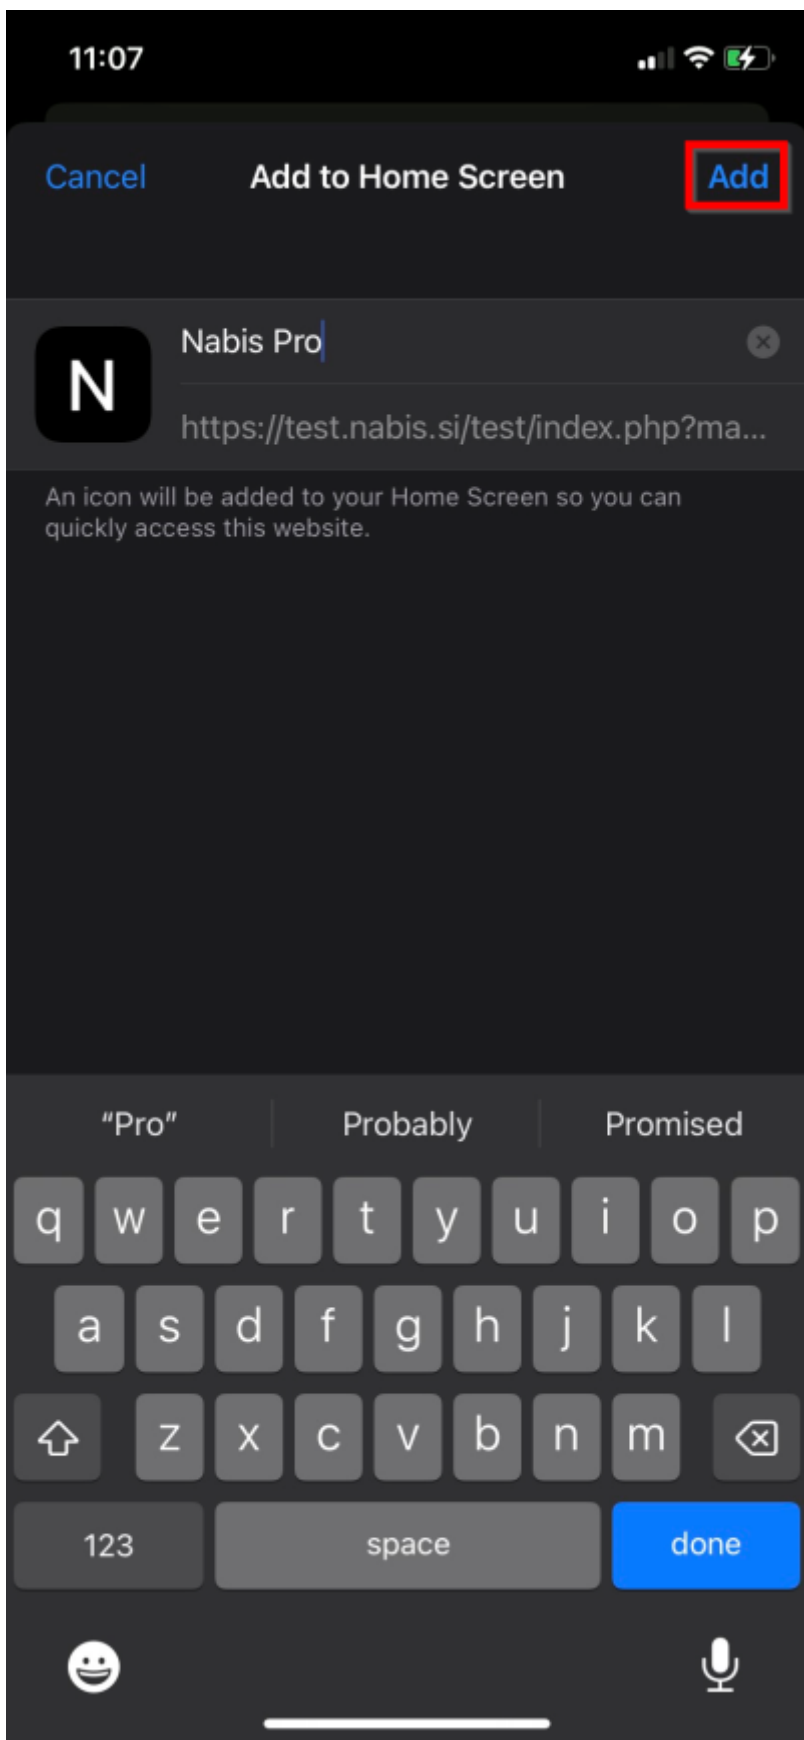 11:07
Cancel Add to Home Screen Add
Nabis Pro
N
https://test.nabis.si/test/index.php?ma...
An icon will be added to your Home Screen so you can
quickly access this website.
“Pro” Probably Promised
q w e r t y u i o p
a s d f g h j k l
z x c v b n m
123 space done